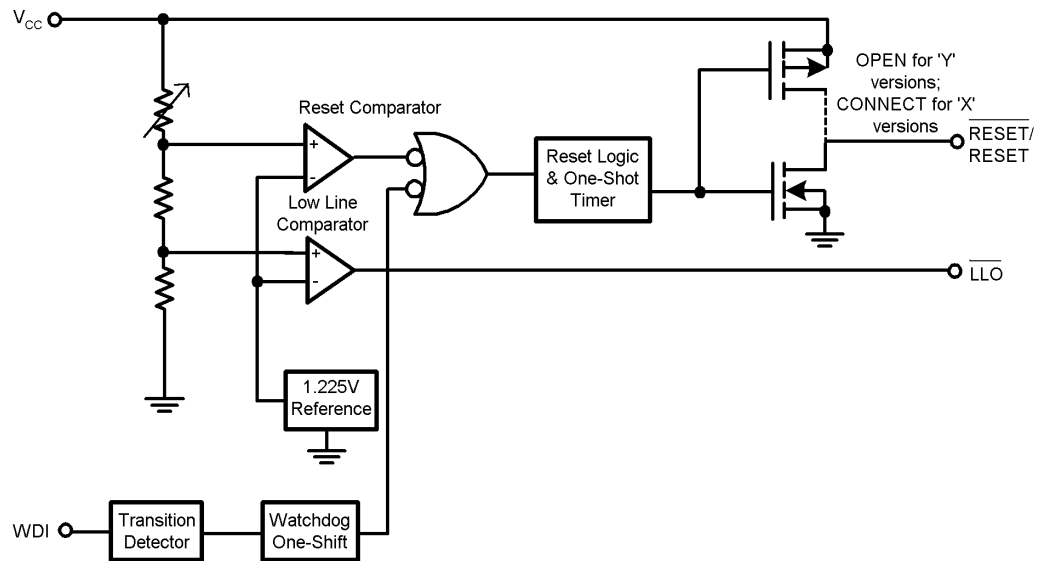 VCC
Reset Comparator
+
-
Low Line
Comparator
+
-
Reset Logic
& One-Shot
Timer
OPEN for 'Y'
versions;
CONNECT for 'X'
versions
RESET/
RESET
LLO
1.225V
Reference
WDI
Transition
Detector
Watchdog
One-Shift